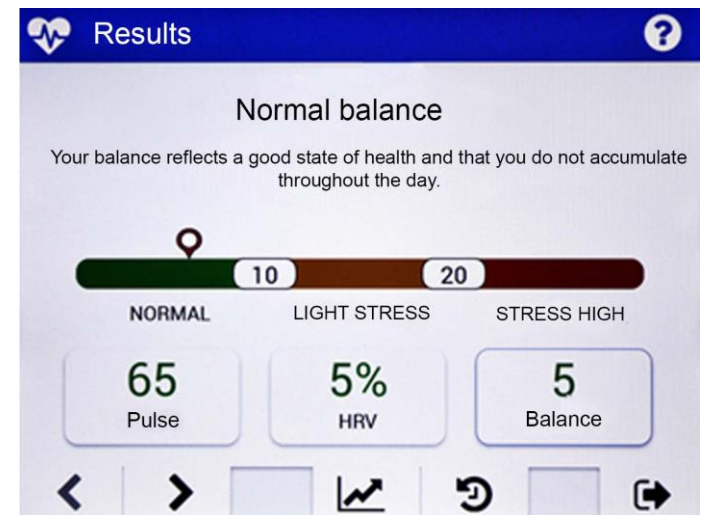 Results
?
Normal balance
Your balance reflects a good state of health and that you do not accumulate
throughout the day.
10 20
NORMAL LIGHT STRESS STRESS HIGH
65 5% 5
Pulse HRV Balance